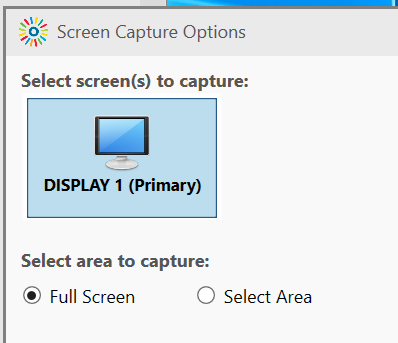 Screen Capture Options
Select screen(s) to capture:
DISPLAY 1 (Primary)
Select area to capture:
Full Screen
Select Area